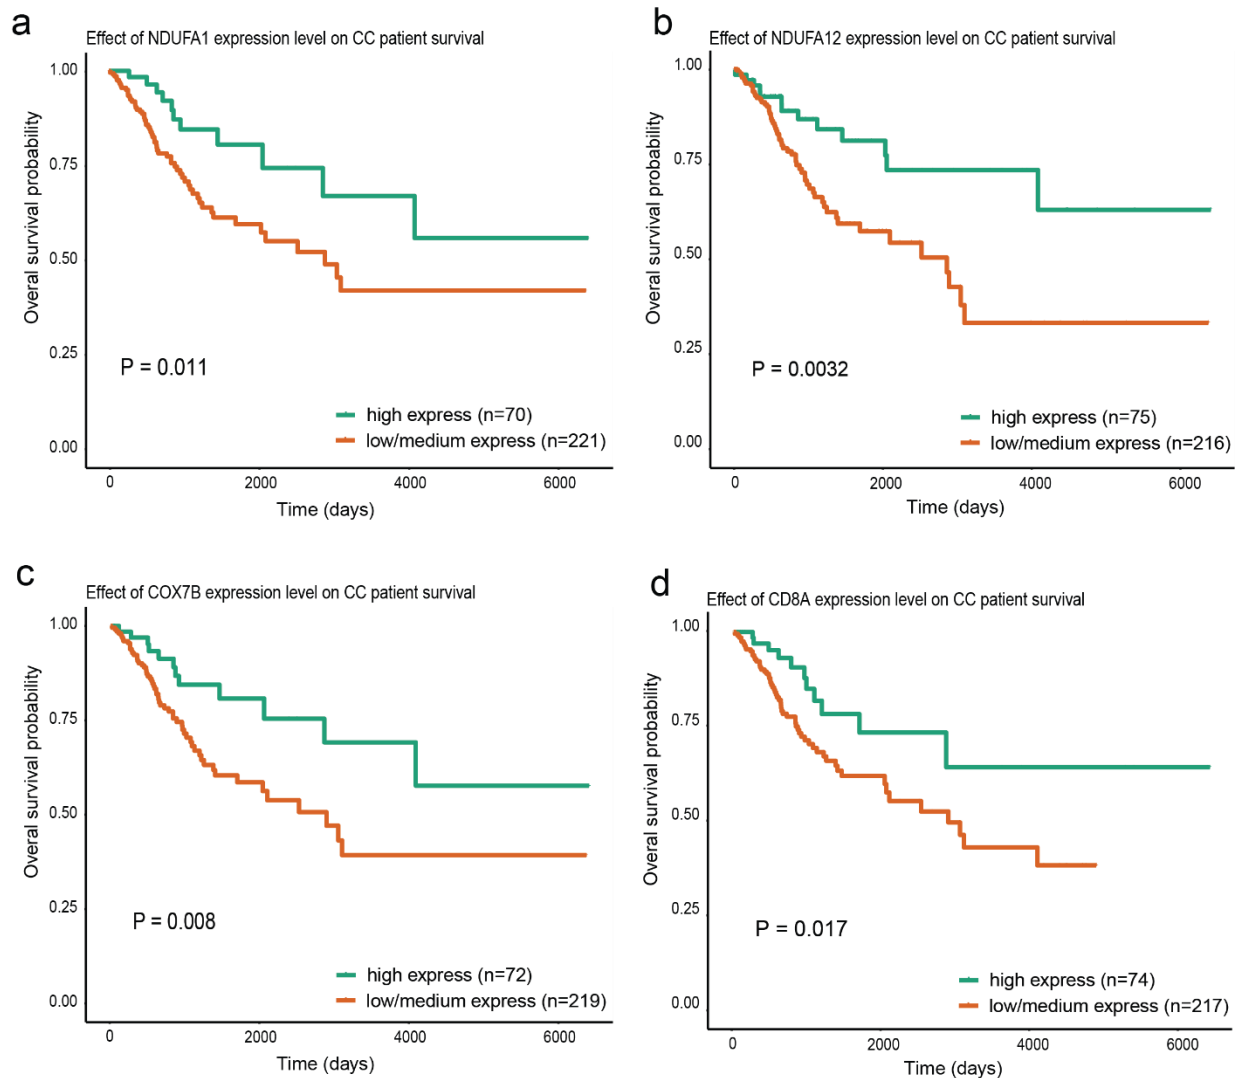 a
Effect of NDUFA1 expression level on CC patient survival
Overal survival probability
1.00
0.75
0.50
0.25
0.00
P = 0.011
high express (n=70)
low/medium express (n=221)
0 2000 4000 6000
Time (days)
b
Effect of NDUFA12 expression level on CC patient survival
Overal survival probability
1.00
0.75
0.50
0.25
0.00
P = 0.0032
high express (n=75)
low/medium express (n=216)
0 2000 4000 6000
Time (days)
c
Effect of COX7B expression level on CC patient survival
Overal survival probability
1.00
0.75
0.50
0.25
0.00
P = 0.008
high express (n=72)
low/medium express (n=219)
0 2000 4000 6000
Time (days)
d
Effect of CD8A expression level on CC patient survival
Overal survival probability
1.00
0.75
0.50
0.25
0.00
P = 0.017
high express (n=74)
low/medium express (n=217)
0 2000 4000 6000
Time (days)